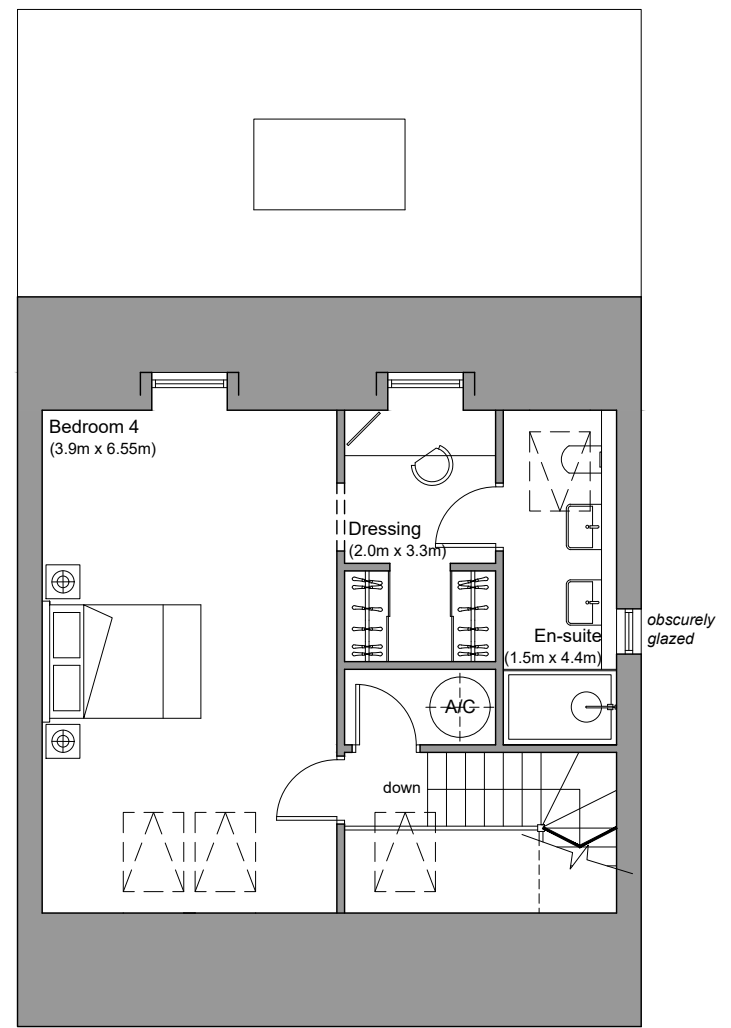 Bedroom 4
(3.9m x 6.55m)
Dressing
(2.0m x 3.3m)
En-suite
(1.5m x 4.4m)
obscurely
glazed
A/C
down